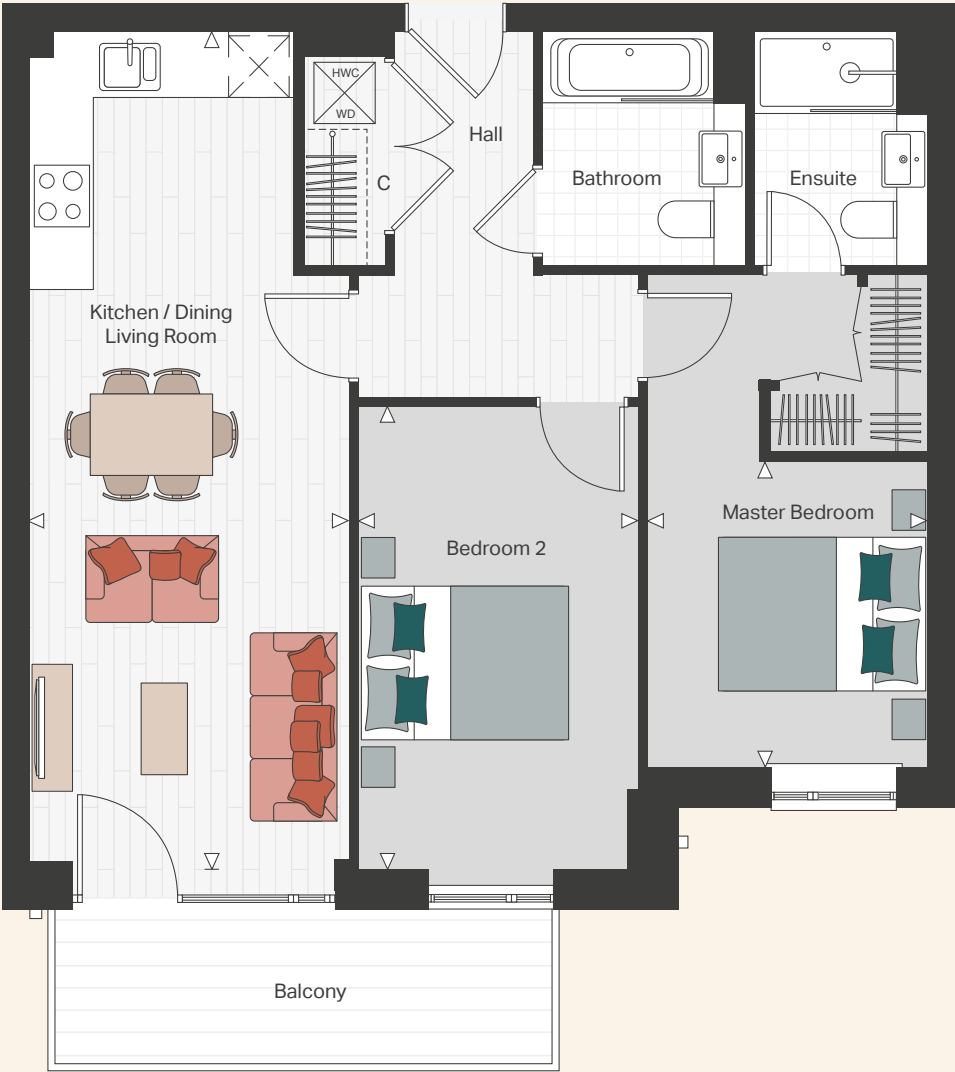 HWC
WD
Hall
C
Bathroom
Ensuite
Kitchen / Dining
Living Room
Master Bedroom
Bedroom 2
Balcony